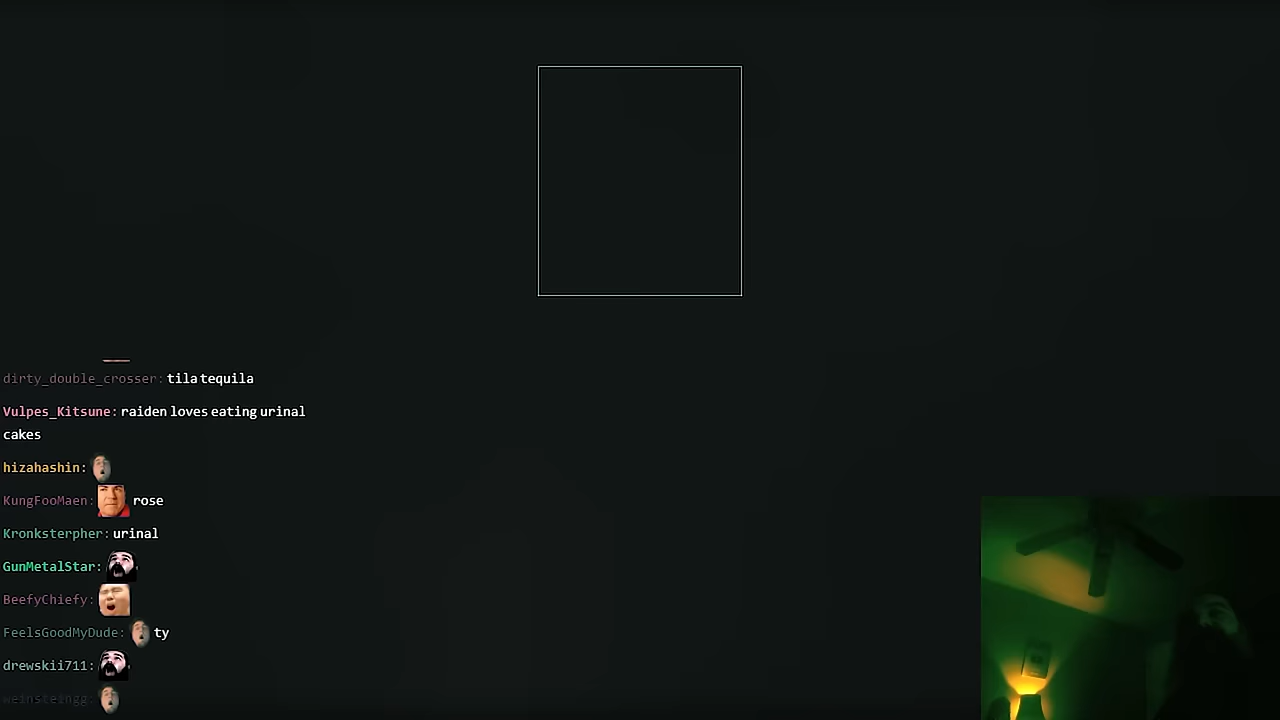 dirty_double_crosser: tila tequila
Vulpes_Kitsune: raiden loves eating urinal
cakes
hizahashin:
KungFooMaen: rose
Kronksterpher: urinal
GunMetalStar:
BeefyChiefy:
FeelsGoodMyDude: ty
drewskii711:
weinsteingg: